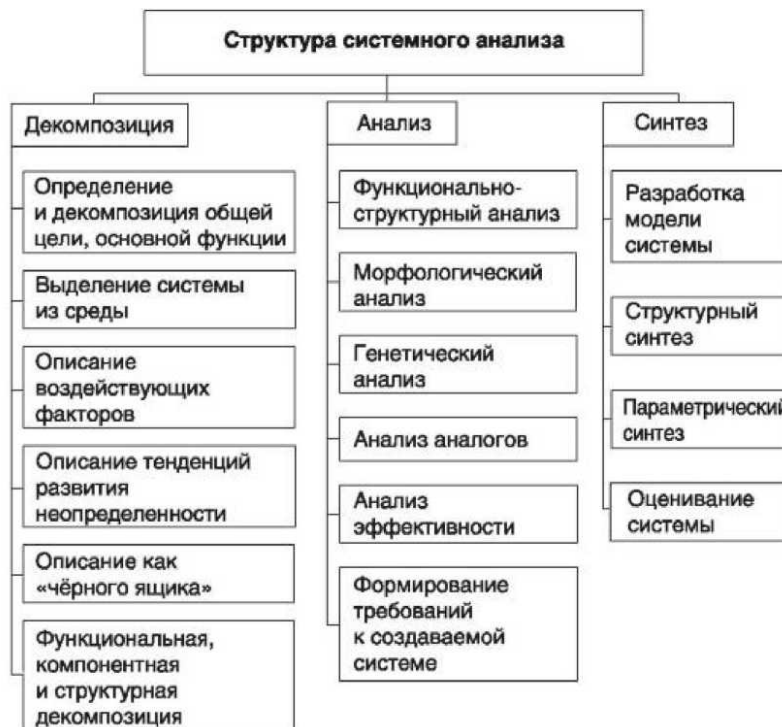 Структура системного анализа
Декомпозиция
Определение
и декомпозиция общей
цели, основной функции
Выделение системы
из среды
Описание
воздействующих
факторов
Описание тенденций
развития
неопределенности
Описание как
«чёрного ящика»
Функциональная,
компонентная
и структурная
декомпозиция
Анализ
Функционально-
структурный анализ
Морфологический
анализ
Генетический
анализ
Анализ аналогов
Анализ
эффективности
Формирование
требований
к создаваемой
системе
Синтез
Разработка
модели
системы
Структурный
синтез
Параметрический
синтез
Оценивание
системы